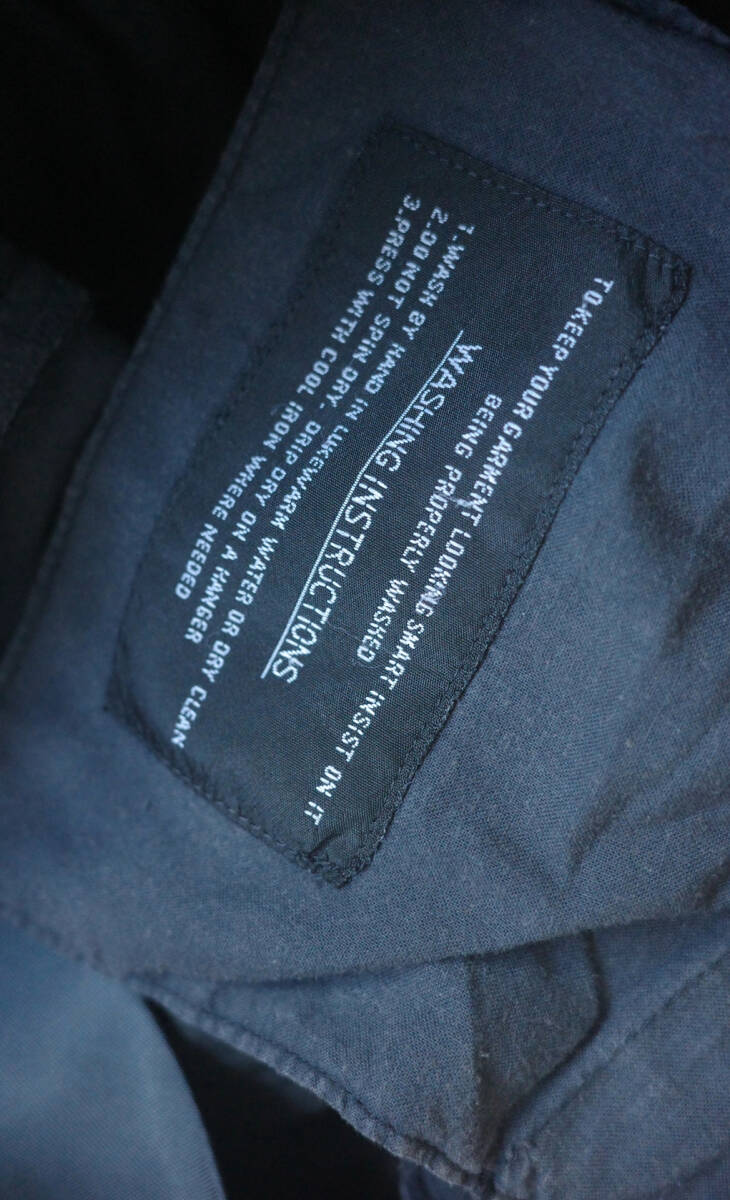 TO-KEEP YOUR GARMENT LOOKING SMART INSIST ON IT
BEING PROPERLY WASHED
WASHING INSTRUCTIONS
1.WASH BY HAND IN LUKEWARM WATER OR DRY CLEAN
2.DO NOT SPIN DRY. DRIP DRY ON A HANGER
3.PRESS WITH COOL IRON WHERE NEEDED